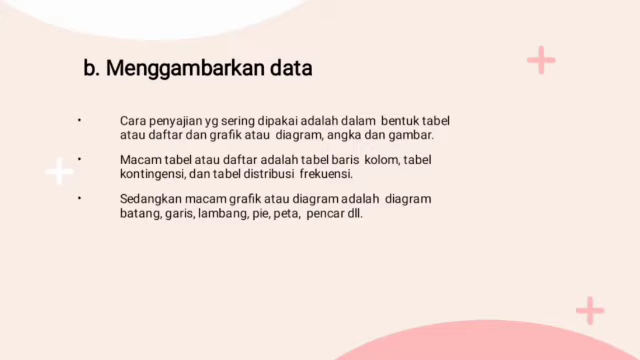 b. Menggambarkan data
• Cara penyajian yg sering dipakai adalah dalam bentuk tabel
atau daftar dan grafik atau diagram, angka dan gambar.
• Macam tabel atau daftar adalah tabel baris kolom, tabel
kontingensi, dan tabel distribusi frekuensi.
• Sedangkan macam grafik atau diagram adalah diagram
batang, garis, lambang, pie, peta, pencar dll.